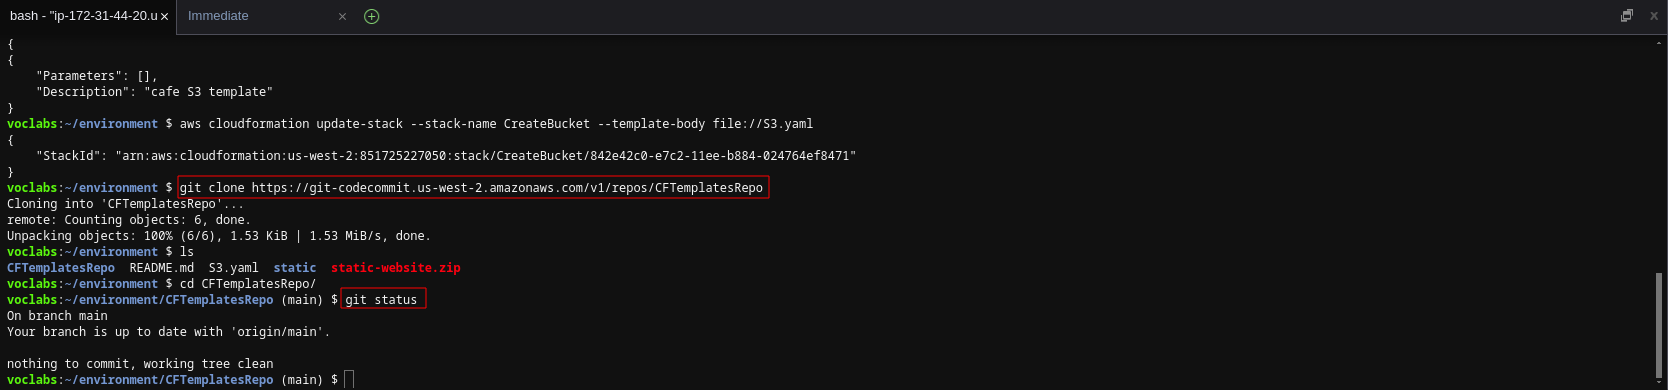 bash - "ip-172-31-44-20.u × Immediate ×
{
{
    "Parameters": [],
    "Description": "cafe S3 template"
}
voclabs:~/environment $ aws cloudformation update-stack --stack-name CreateBucket --template-body file://S3.yaml
{
    "StackId": "arn:aws:cloudformation:us-west-2:851725227050:stack/CreateBucket/842e42c0-e7c2-11ee-b884-024764ef8471"
}
voclabs:~/environment $ git clone https://git-codecommit.us-west-2.amazonaws.com/v1/repos/CFTemplatesRepo
Cloning into 'CFTemplatesRepo'...
remote: Counting objects: 6, done.
Unpacking objects: 100% (6/6), 1.53 KiB | 1.53 MiB/s, done.
voclabs:~/environment $ ls
CFTemplatesRepo  README.md  S3.yaml  static  static-website.zip
voclabs:~/environment $ cd CFTemplatesRepo/
voclabs:~/environment/CFTemplatesRepo (main) $ git status
On branch main
Your branch is up to date with 'origin/main'.
nothing to commit, working tree clean
voclabs:~/environment/CFTemplatesRepo (main) $